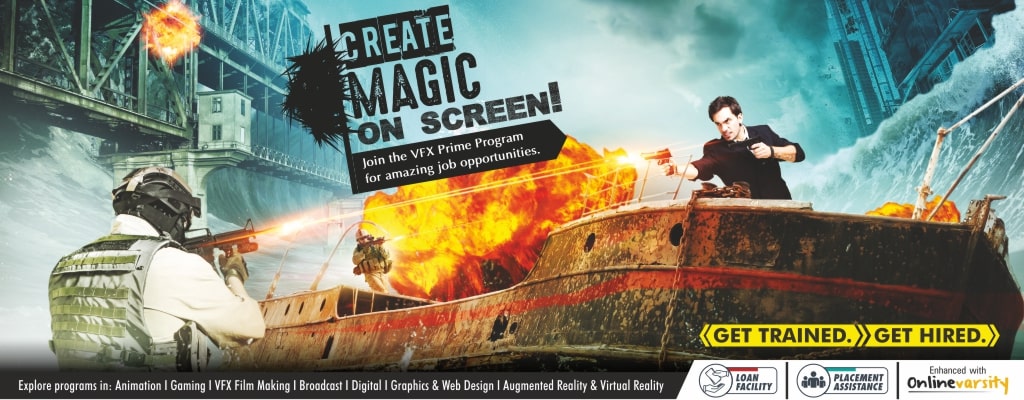 CREATE
MAGIC
ON SCREEN!
Join the VFX Prime Program
for amazing job opportunities.
GET TRAINED. GET HIRED.
Explore programs in: Animation I Gaming I VFX Film Making I Broadcast I Digital I Graphics & Web Design I Augmented Reality & Virtual Reality
LOAN
FACILITY
PLACEMENT
ASSISTANCE
Enhanced with
Onlinevarsity